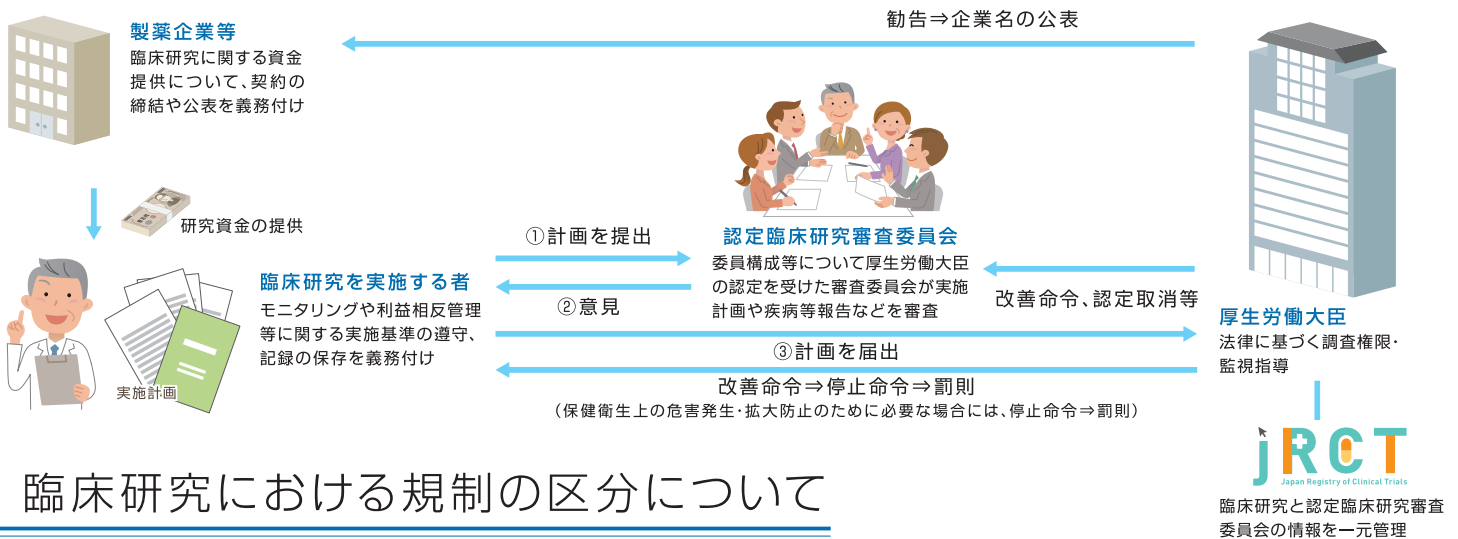 勧告⇒企業名の公表
製薬企業等
臨床研究に関する資金
提供について、契約の
締結や公表を義務付け
研究資金の提供
①計画を提出
認定臨床研究審査委員会
委員構成等について厚生労働大臣
の認定を受けた審査委員会が実施
計画や疾病等報告などを審査
臨床研究を実施する者
モニタリングや利益相反管理
等に関する実施基準の遵守、
記録の保存を義務付け
実施計画
②意見
改善命令、認定取消等
③計画を届出
改善命令⇒停止命令⇒罰則
（保健衛生上の危害発生・拡大防止のために必要な場合には、停止命令⇒罰則）
厚生労働大臣
法律に基づく調査権限・
監視指導
jRCT
Japan Registry of Clinical Trials
臨床研究と認定臨床研究審査
委員会の情報を一元管理
臨床研究における規制の区分について